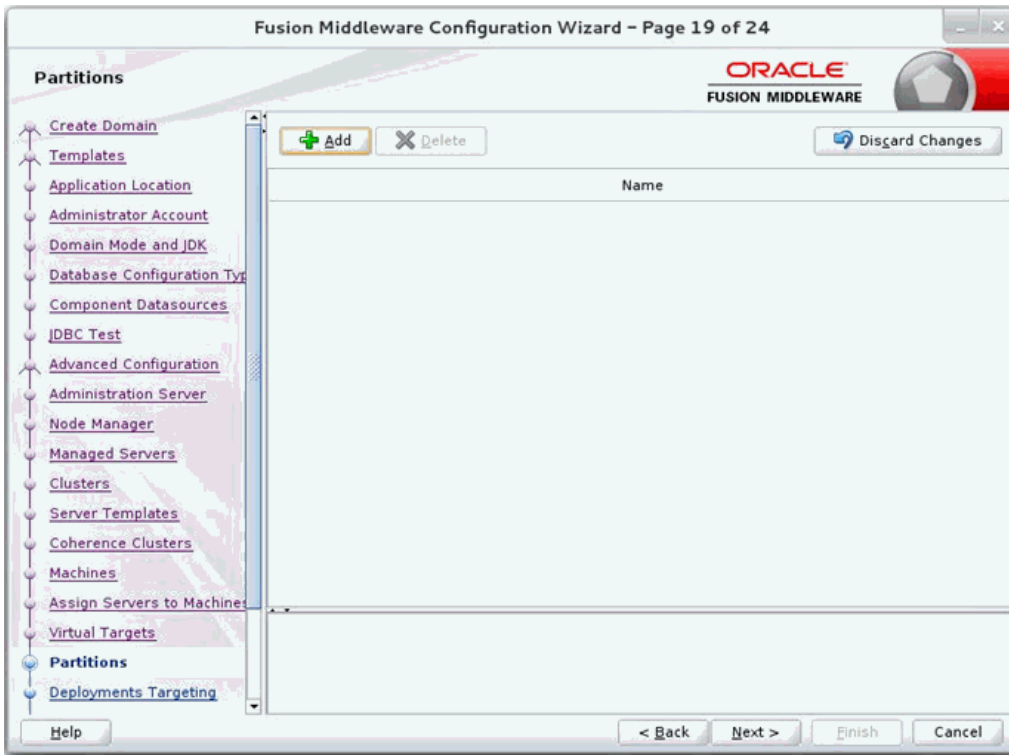 Fusion Middleware Configuration Wizard – Page 19 of 24
Partitions
ORACLE
FUSION MIDDLEWARE
Create Domain
Templates
Application Location
Administrator Account
Domain Mode and JDK
Database Configuration Typ
Component Datasources
JDBC Test
Advanced Configuration
Administration Server
Node Manager
Managed Servers
Clusters
Server Templates
Coherence Clusters
Machines
Assign Servers to Machines
Virtual Targets
Partitions
Deployments Targeting
Add
Delete
Discard Changes
Name
Help
< Back
Next >
Finish
Cancel